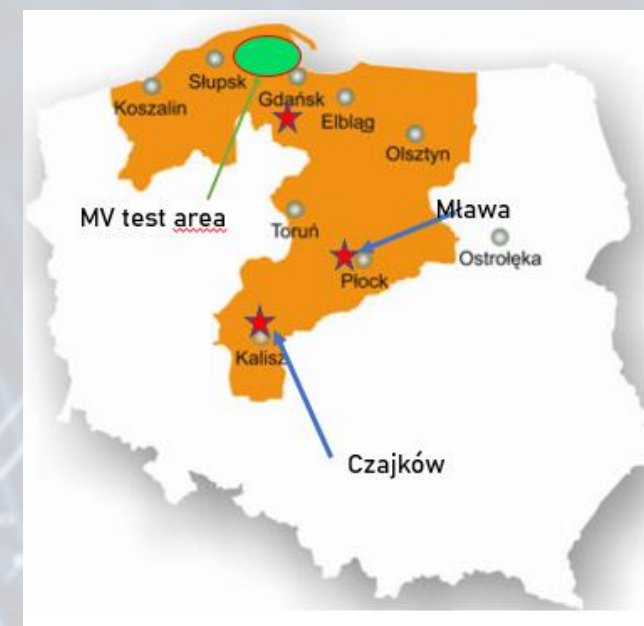 Słupsk
Koszalin
Gdańsk
Elbląg
Olsztyn
MV test area
Toruń
Mława
Ostrołęka
Płock
Kalisz
Czajków